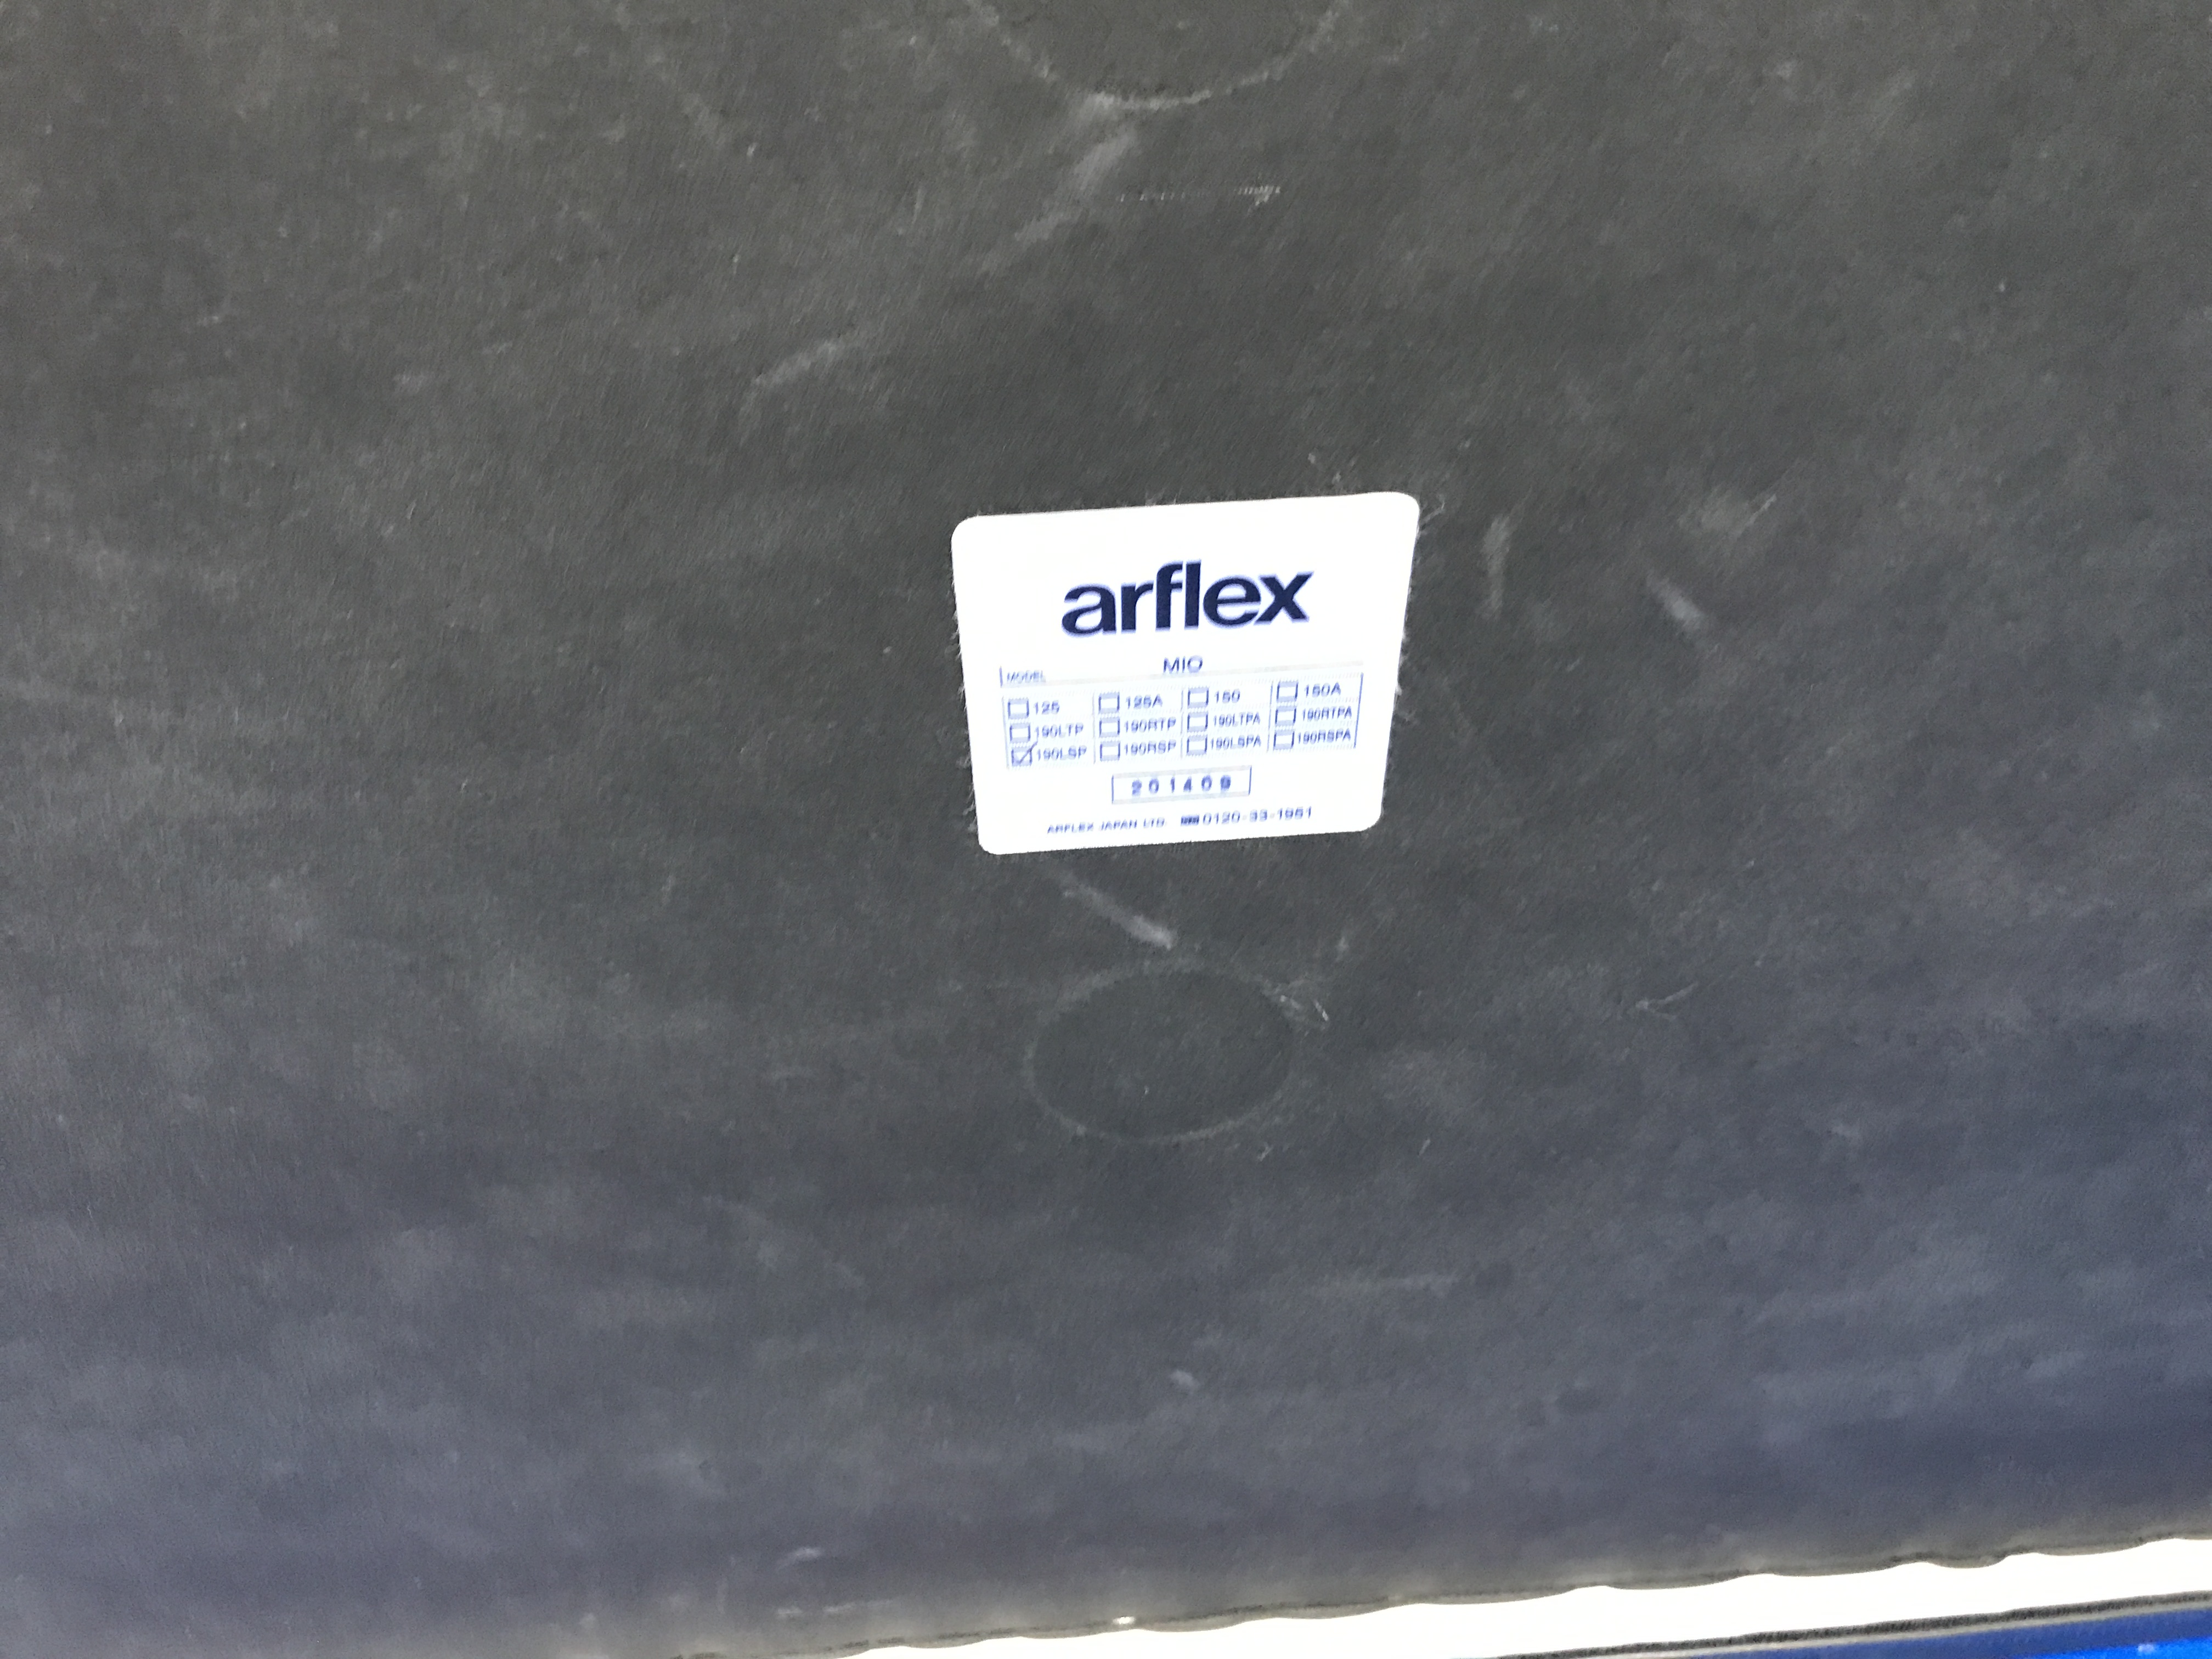 arflex
MODEL MIO
125 125A 150 150A
190LTP 190RTP 190LTPA 190RTPA
190LSP 190RSP 190LSPA 190RSPA
201409
ARFLEX JAPAN LTD. 0120-33-1951